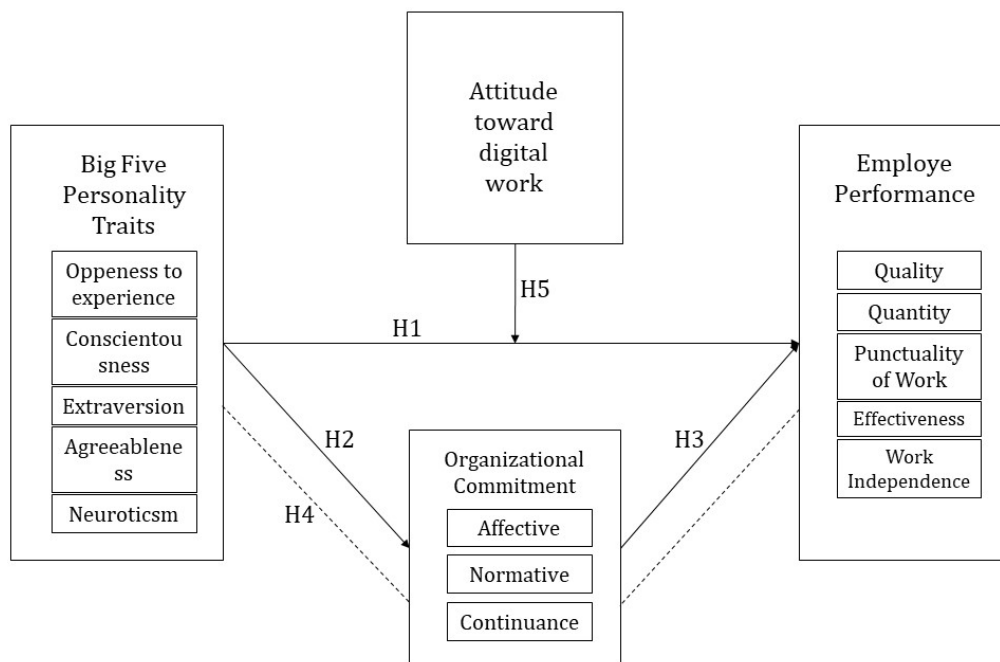 Attitude
toward
digital
work
Big Five
Personality
Traits
Oppeness to
experience
Conscientou
sness
Extraversion
Agreeablene
ss
Neuroticsm
H5
H1
H2
H3
H4
Organizational
Commitment
Affective
Normative
Continuance
Employe
Performance
Quality
Quantity
Punctuality
of Work
Effectiveness
Work
Independence